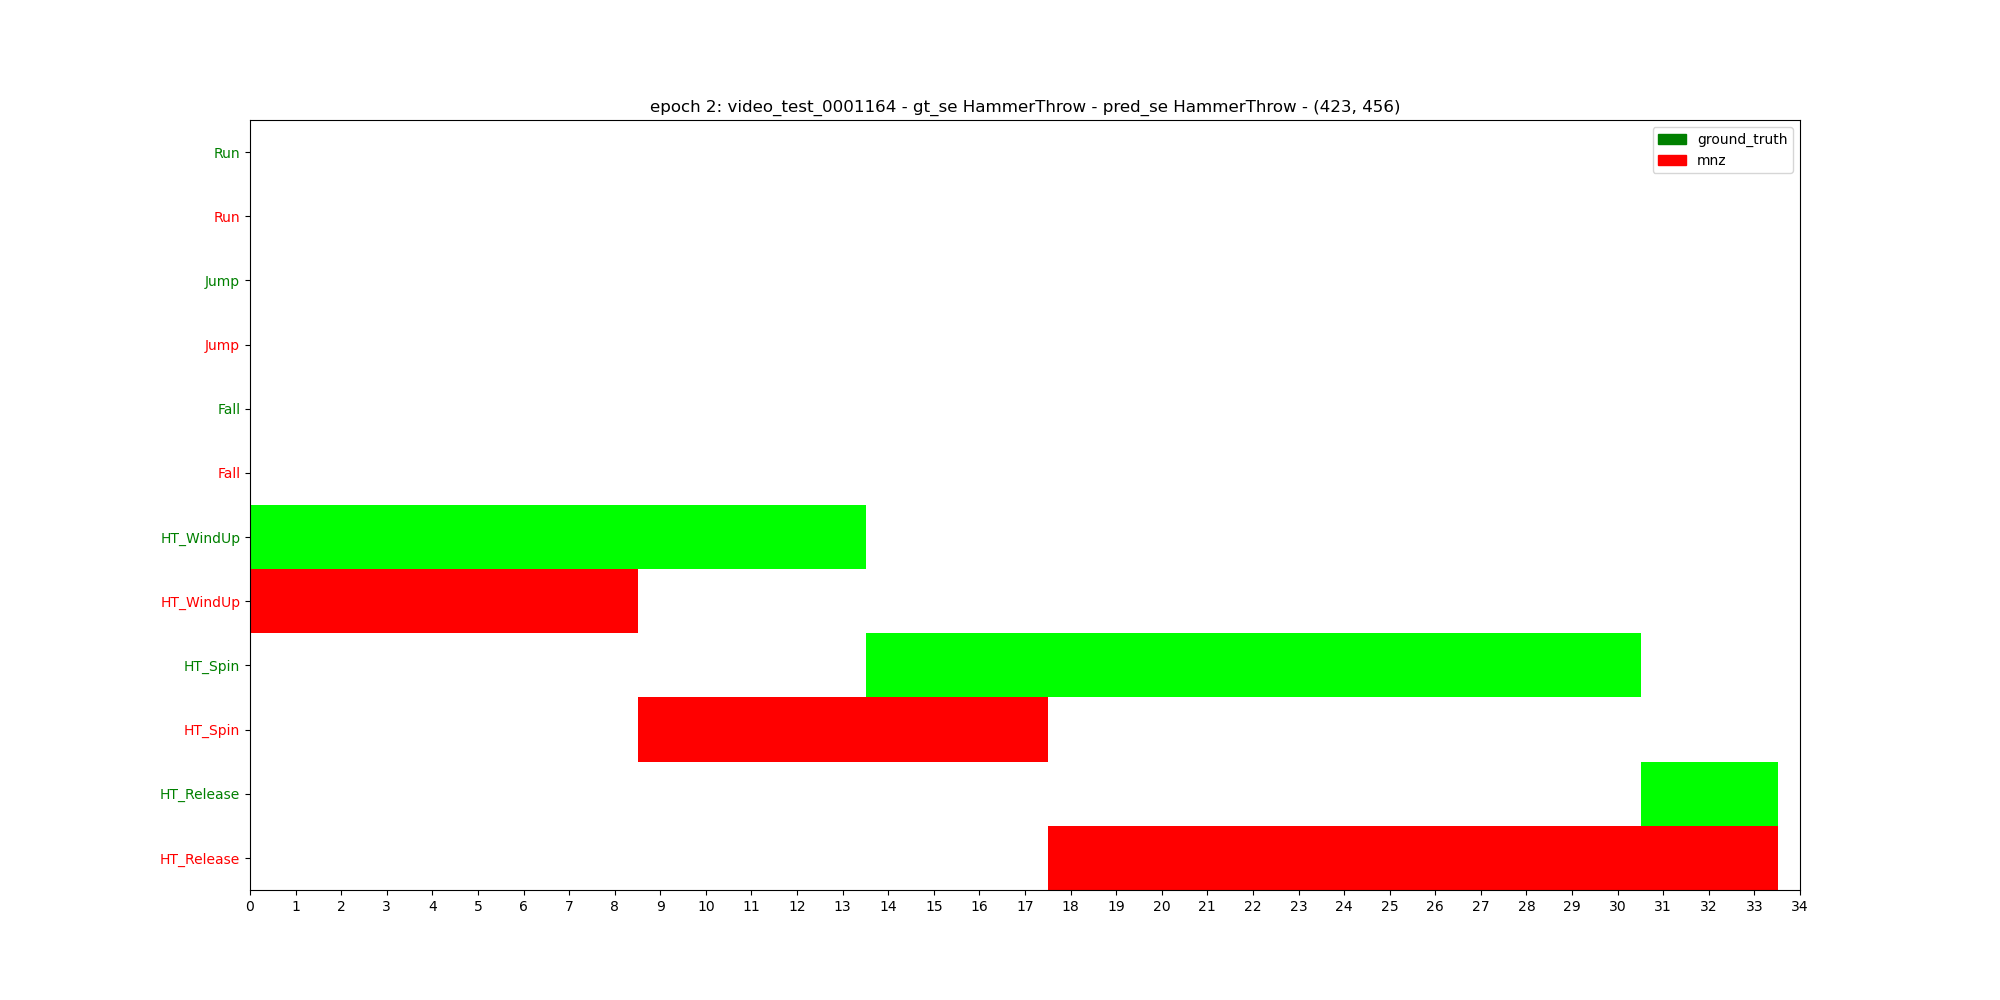 epoch 2: video_test_0001164 - gt_se HammerThrow - pred_se HammerThrow - (423, 456)
ground_truth
mnz
Run
Run
Jump
Jump
Fall
Fall
HT_WindUp
HT_WindUp
HT_Spin
HT_Spin
HT_Release
HT_Release
0 1 2 3 4 5 6 7 8 9 10 11 12 13 14 15 16 17 18 19 20 21 22 23 24 25 26 27 28 29 30 31 32 33 34